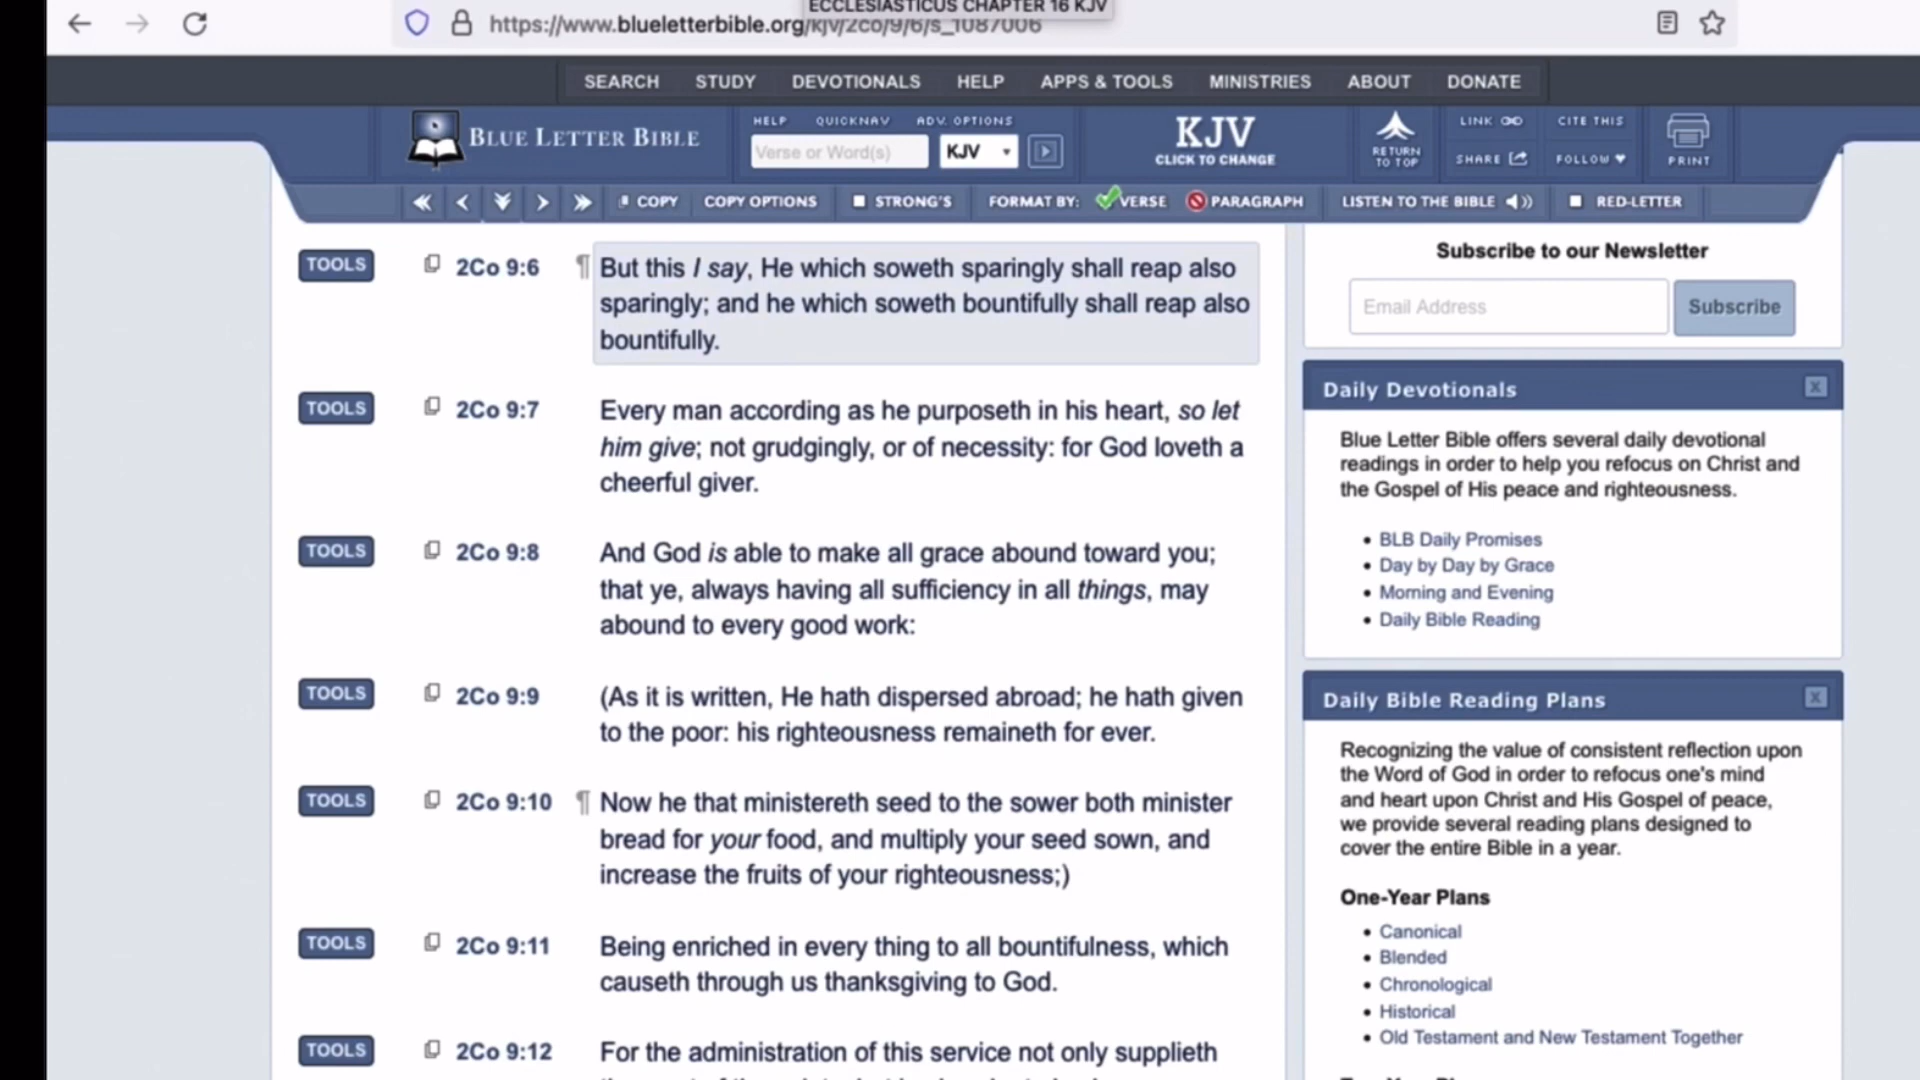 ECCLESIASTICUS CHAPTER 16 KJV
https://www.blueletterbible.org/kjv/2co/9/6/s_1087006
SEARCH STUDY DEVOTIONALS HELP APPS & TOOLS MINISTRIES ABOUT DONATE
BLUE LETTER BIBLE
HELP QUICKNAV ADV. OPTIONS
Verse or Word(s) KJV
KJV
CLICK TO CHANGE
RETURN
TO TOP
LINK CITE THIS
SHARE FOLLOW
PRINT
COPY COPY OPTIONS STRONG'S FORMAT BY: VERSE PARAGRAPH LISTEN TO THE BIBLE RED-LETTER
TOOLS 2Co 9:6 ¶ But this I say, He which soweth sparingly shall reap also
sparingly; and he which soweth bountifully shall reap also
bountifully.
TOOLS 2Co 9:7 Every man according as he purposeth in his heart, so let
him give; not grudgingly, or of necessity: for God loveth a
cheerful giver.
TOOLS 2Co 9:8 And God is able to make all grace abound toward you;
that ye, always having all sufficiency in all things, may
abound to every good work:
TOOLS 2Co 9:9 (As it is written, He hath dispersed abroad; he hath given
to the poor: his righteousness remaineth for ever.
TOOLS 2Co 9:10 ¶ Now he that ministereth seed to the sower both minister
bread for your food, and multiply your seed sown, and
increase the fruits of your righteousness;)
TOOLS 2Co 9:11 Being enriched in every thing to all bountifulness, which
causeth through us thanksgiving to God.
TOOLS 2Co 9:12 For the administration of this service not only supplieth
Subscribe to our Newsletter
Email Address Subscribe
Daily Devotionals x
Blue Letter Bible offers several daily devotional
readings in order to help you refocus on Christ and
the Gospel of His peace and righteousness.
• BLB Daily Promises
• Day by Day by Grace
• Morning and Evening
• Daily Bible Reading
Daily Bible Reading Plans x
Recognizing the value of consistent reflection upon
the Word of God in order to refocus one's mind
and heart upon Christ and His Gospel of peace,
we provide several reading plans designed to
cover the entire Bible in a year.
One-Year Plans
• Canonical
• Blended
• Chronological
• Historical
• Old Testament and New Testament Together